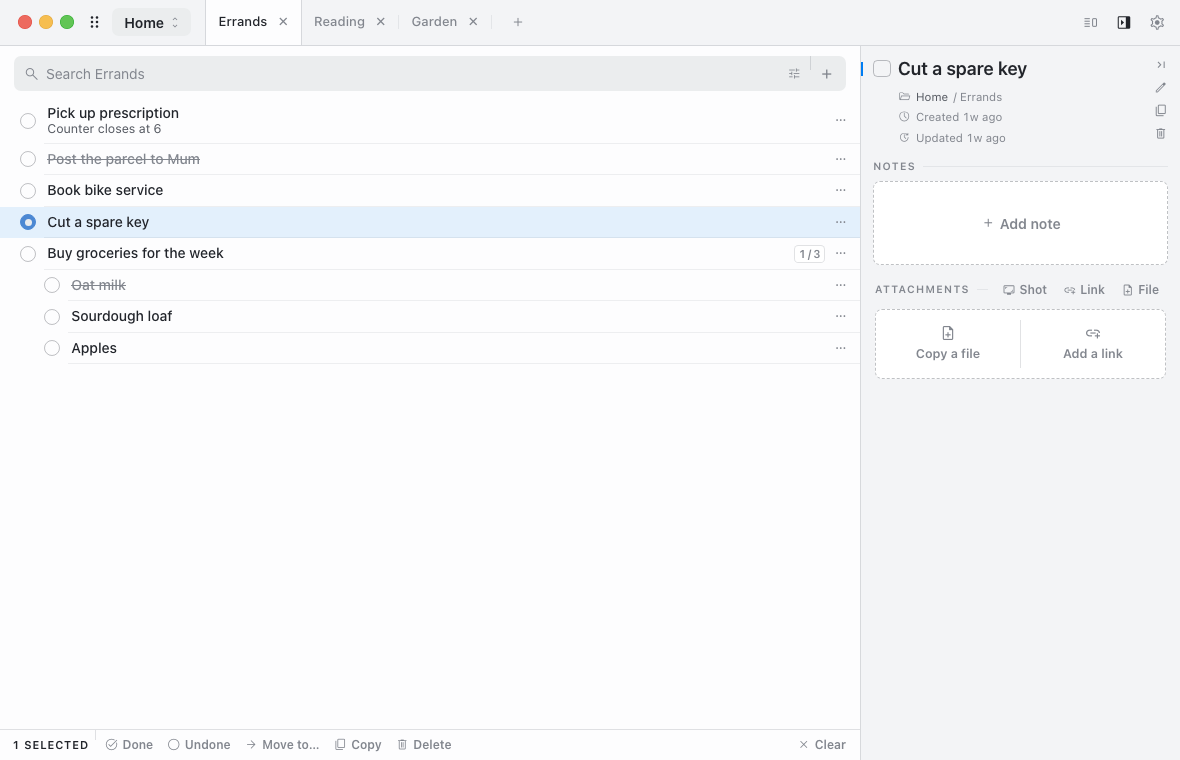 Home
Errands
Reading
Garden
Search Errands
Pick up prescription
Counter closes at 6
Post the parcel to Mum
Book bike service
Cut a spare key
Buy groceries for the week
1 / 3
Oat milk
Sourdough loaf
Apples
1 SELECTED
Done
Undone
Move to...
Copy
Delete
Clear
Cut a spare key
Home / Errands
Created 1w ago
Updated 1w ago
NOTES
+ Add note
ATTACHMENTS
Shot
Link
File
Copy a file
Add a link